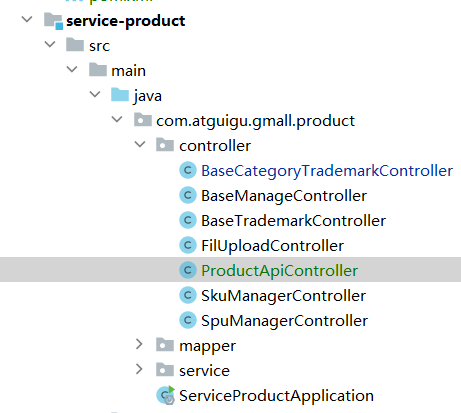 service-product
src
main
java
com.atguigu.gmall.product
controller
BaseCategoryTrademarkController
BaseManageController
BaseTrademarkController
FilUploadController
ProductApiController
SkuManagerController
SpuManagerController
mapper
service
ServiceProductApplication